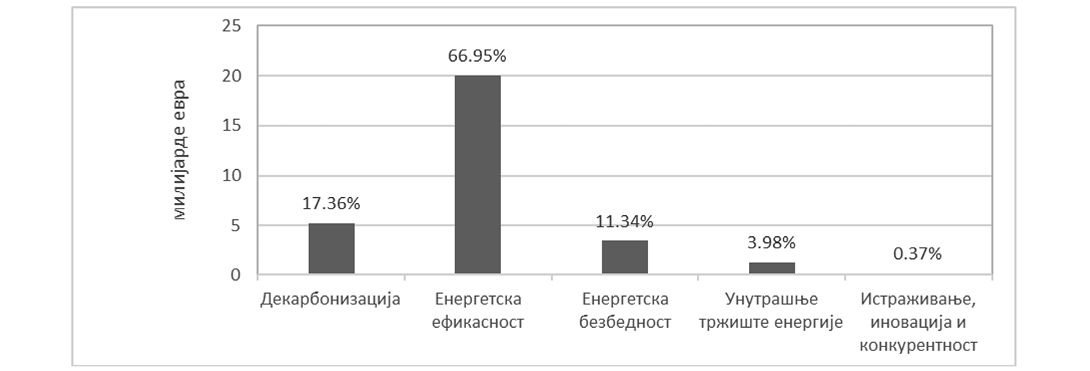 25
66.95%
20
15
10
17.36%
11.34%
5
3.98%
0.37%
0
милијарде евра
Декарбонизација
Енергетска
ефикасност
Енергетска
безбедност
Унутрашње
тржиште енергије
Истраживање,
иновација и
конкурентност